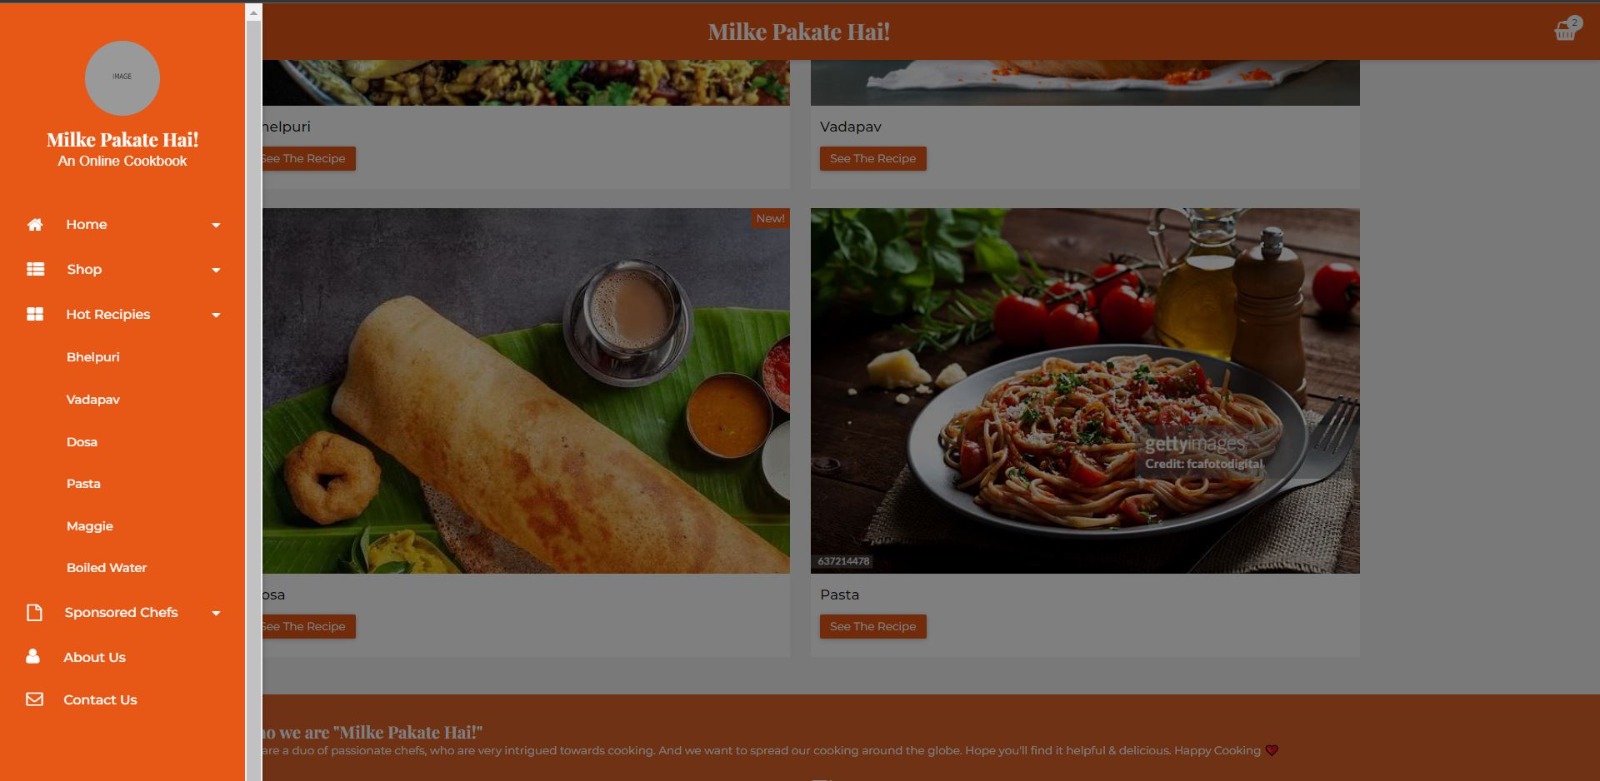 IMAGE
Milke Pakate Hai!
An Online Cookbook
Home
Shop
Hot Recipies
Bhelpuri
Vadapav
Dosa
Pasta
Maggie
Boiled Water
Sponsored Chefs
About Us
Contact Us
Milke Pakate Hai!
2
helpuri
See The Recipe
Vadapav
See The Recipe
New!
osa
See The Recipe
gettyimages
Credit: fcafotodigital
637214478
Pasta
See The Recipe
ho we are "Milke Pakate Hai!"
are a duo of passionate chefs, who are very intrigued towards cooking. And we want to spread our cooking around the globe. Hope you'll find it helpful & delicious. Happy Cooking